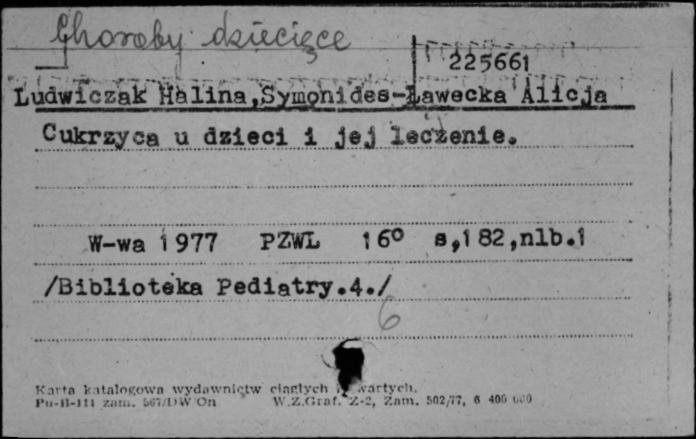 Choroby dziecięce
225661
Ludwiczak Halina,Symonides-Ławecka Alicja
Cukrzyca u dzieci i jej leczenie.
W-wa 1977 PZWL 16° s,182,nlb.1
/Biblioteka Pediatry.4./
6
Karta katalogowa wydawnictw ciągłych i zwartych.
Pu-B-111 zam. 567/DW/On W.Z.Graf. Z-2, Zam. 502/77, 6 400 000